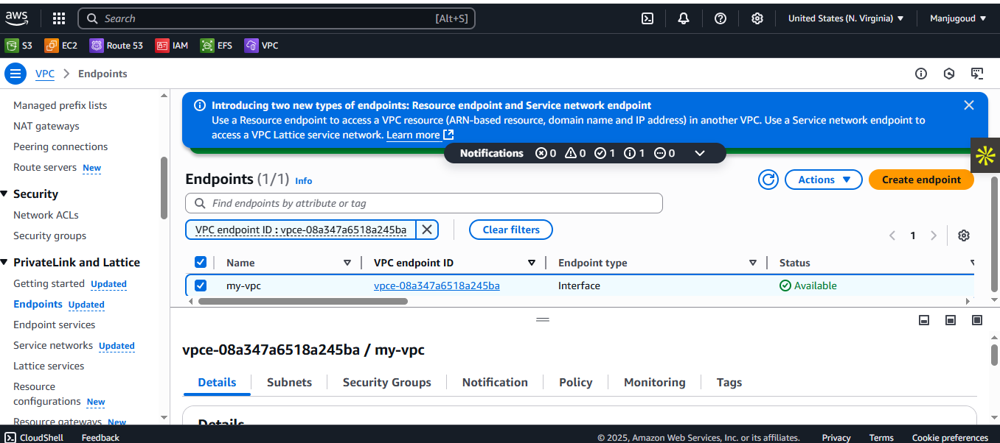 aws
Search [Alt+S]
United States (N. Virginia)
Manjugoud
S3 EC2 Route 53 IAM EFS VPC
VPC > Endpoints
Managed prefix lists
NAT gateways
Peering connections
Route servers New
Security
Network ACLs
Security groups
PrivateLink and Lattice
Getting started Updated
Endpoints Updated
Endpoint services
Service networks Updated
Lattice services
Resource
configurations New
Resource gateways New
Introducing two new types of endpoints: Resource endpoint and Service network endpoint
Use a Resource endpoint to access a VPC resource (ARN-based resource, domain name and IP address) in another VPC. Use a Service network endpoint to
access a VPC Lattice service network. Learn more
Notifications 0 0 1 1 0
Endpoints (1/1) Info
Actions
Create endpoint
Find endpoints by attribute or tag
VPC endpoint ID : vpce-08a347a6518a245ba
Clear filters
1
Name VPC endpoint ID Endpoint type Status
my-vpc vpce-08a347a6518a245ba Interface Available
vpce-08a347a6518a245ba / my-vpc
Details Subnets Security Groups Notification Policy Monitoring Tags
Details
CloudShell Feedback
© 2025, Amazon Web Services, Inc. or its affiliates. Privacy Terms Cookie preferences